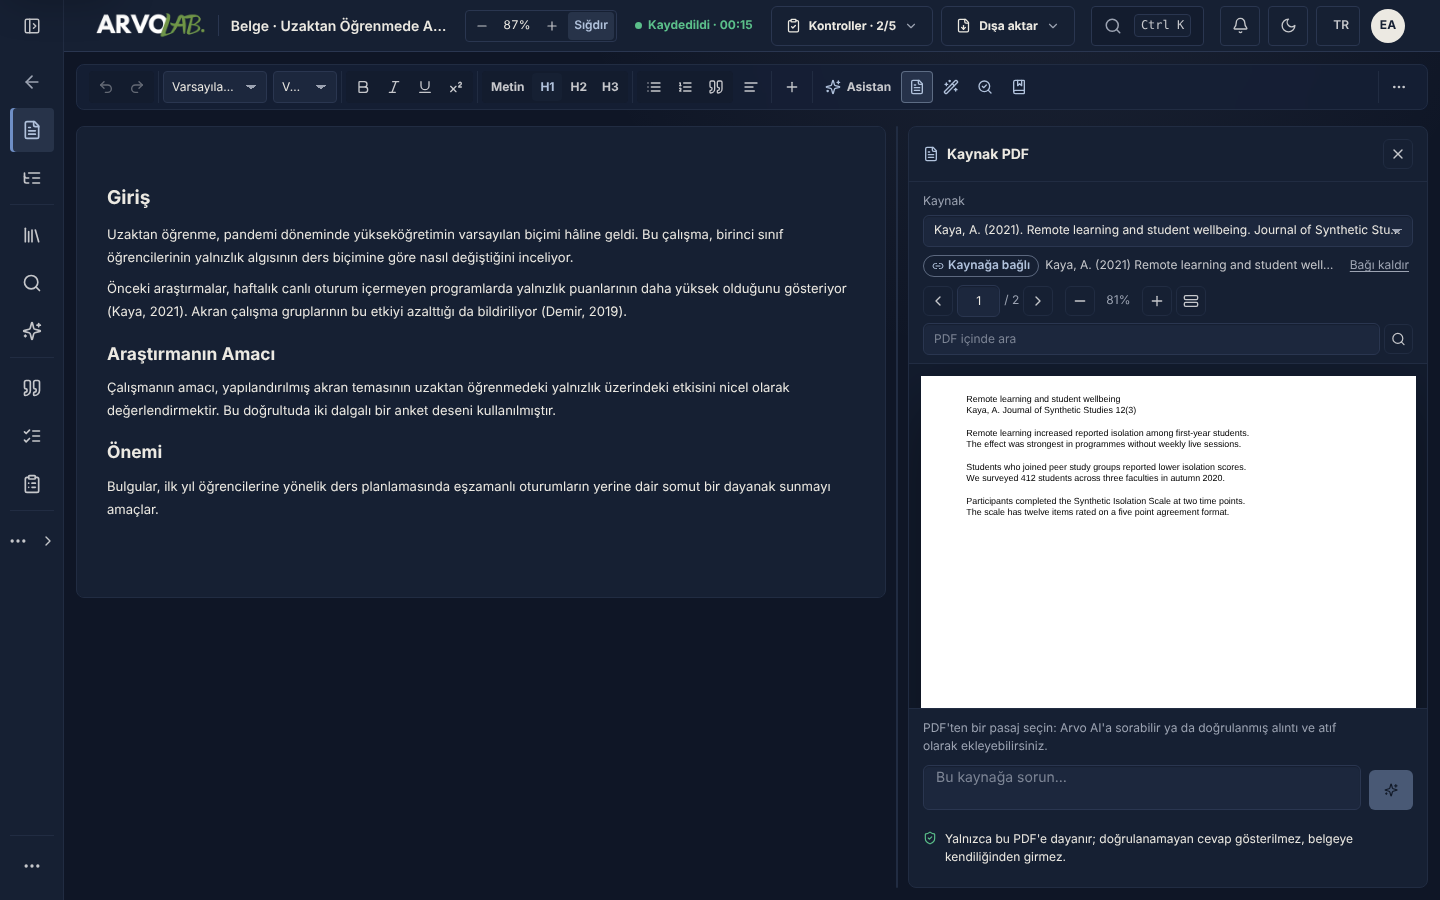 ARVOLAB.
Belge · Uzaktan Öğrenmede A...
87%
Sığdır
Kaydedildi · 00:15
Kontroller · 2/5
Dışa aktar
Ctrl K
TR
EA
Varsayıla...
V...
B
I
U
x²
Metin
H1
H2
H3
Asistan
Giriş
Uzaktan öğrenme, pandemi döneminde yükseköğretimin varsayılan biçimi hâline geldi. Bu çalışma, birinci sınıf
öğrencilerinin yalnızlık algısının ders biçimine göre nasıl değiştiğini inceliyor.
Önceki araştırmalar, haftalık canlı oturum içermeyen programlarda yalnızlık puanlarının daha yüksek olduğunu gösteriyor
(Kaya, 2021). Akran çalışma gruplarının bu etkiyi azalttığı da bildiriliyor (Demir, 2019).
Araştırmanın Amacı
Çalışmanın amacı, yapılandırılmış akran temasının uzaktan öğrenmedeki yalnızlık üzerindeki etkisini nicel olarak
değerlendirmektir. Bu doğrultuda iki dalgalı bir anket deseni kullanılmıştır.
Önemi
Bulgular, ilk yıl öğrencilerine yönelik ders planlamasında eşzamanlı oturumların yerine dair somut bir dayanak sunmayı
amaçlar.
Kaynak PDF
Kaynak
Kaya, A. (2021). Remote learning and student wellbeing. Journal of Synthetic Stu...
Kaynağa bağlı
Kaya, A. (2021) Remote learning and student well...
Bağı kaldır
1
/ 2
81%
PDF içinde ara
Remote learning and student wellbeing
Kaya, A. Journal of Synthetic Studies 12(3)
Remote learning increased reported isolation among first-year students.
The effect was strongest in programmes without weekly live sessions.
Students who joined peer study groups reported lower isolation scores.
We surveyed 412 students across three faculties in autumn 2020.
Participants completed the Synthetic Isolation Scale at two time points.
The scale has twelve items rated on a five point agreement format.
PDF'ten bir pasaj seçin: Arvo AI'a sorabilir ya da doğrulanmış alıntı ve atıf
olarak ekleyebilirsiniz.
Bu kaynağa sorun...
Yalnızca bu PDF'e dayanır; doğrulanamayan cevap gösterilmez, belgeye
kendiliğinden girmez.